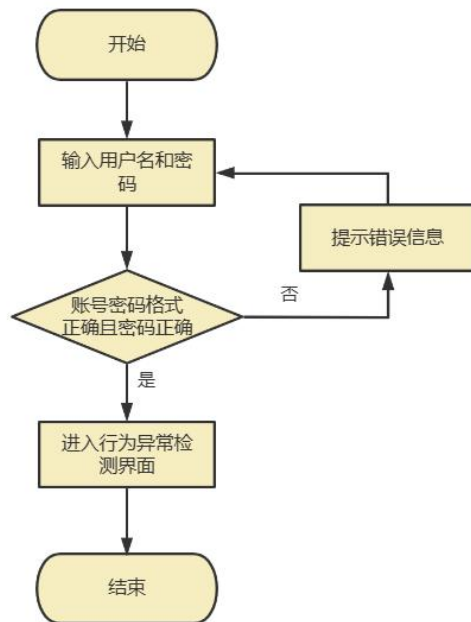 开始
输入用户名和密
码
提示错误信息
账号密码格式
正确且密码正确
否
是
进入行为异常检
测界面
结束